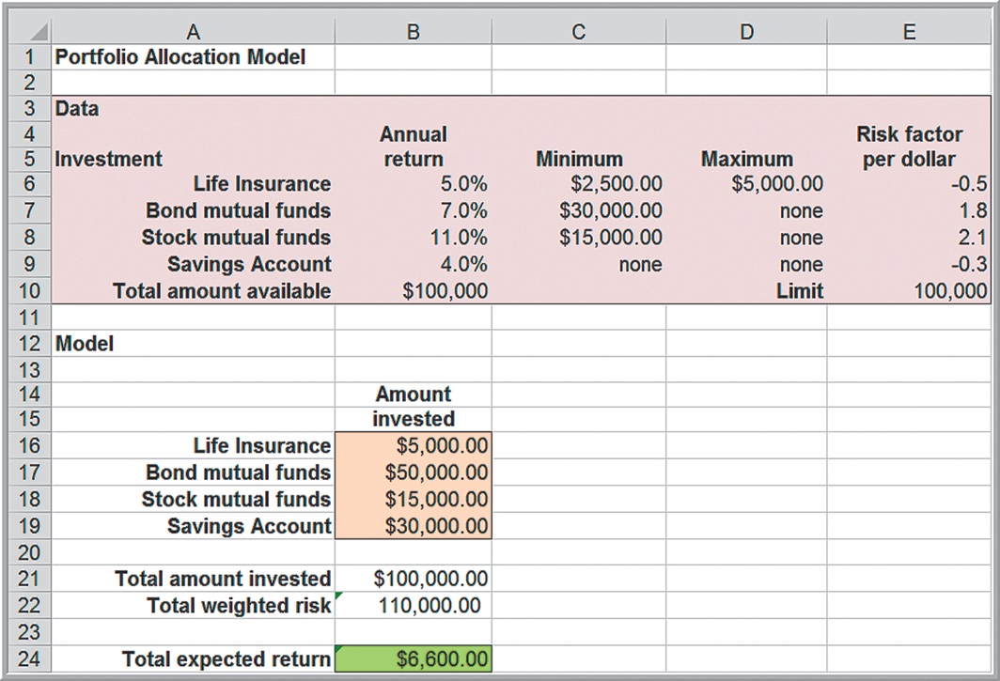 A B C D E
1 Portfolio Allocation Model
2
3 Data
4 Annual Risk factor
5 Investment return Minimum Maximum per dollar
6 Life Insurance 5.0% $2,500.00 $5,000.00 -0.5
7 Bond mutual funds 7.0% $30,000.00 none 1.8
8 Stock mutual funds 11.0% $15,000.00 none 2.1
9 Savings Account 4.0% none none -0.3
10 Total amount available $100,000 Limit 100,000
11
12 Model
13
14 Amount
15 invested
16 Life Insurance $5,000.00
17 Bond mutual funds $50,000.00
18 Stock mutual funds $15,000.00
19 Savings Account $30,000.00
20
21 Total amount invested $100,000.00
22 Total weighted risk 110,000.00
23
24 Total expected return $6,600.00